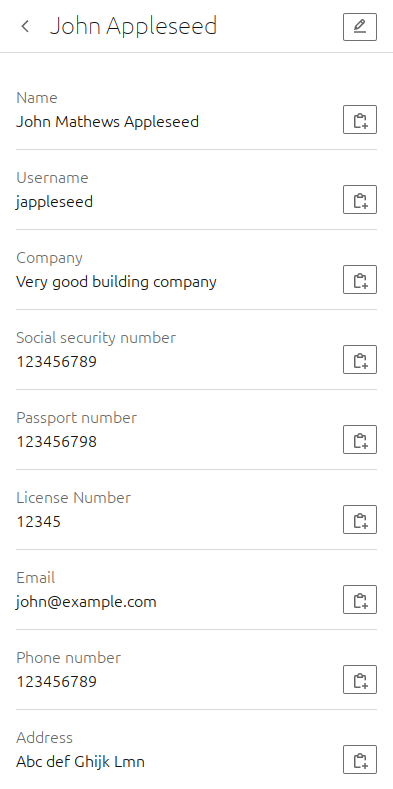 John Appleseed
Name
John Mathews Appleseed
Username
jappleseed
Company
Very good building company
Social security number
123456789
Passport number
123456798
License Number
12345
Email
john@example.com
Phone number
123456789
Address
Abc def Ghijk Lmn